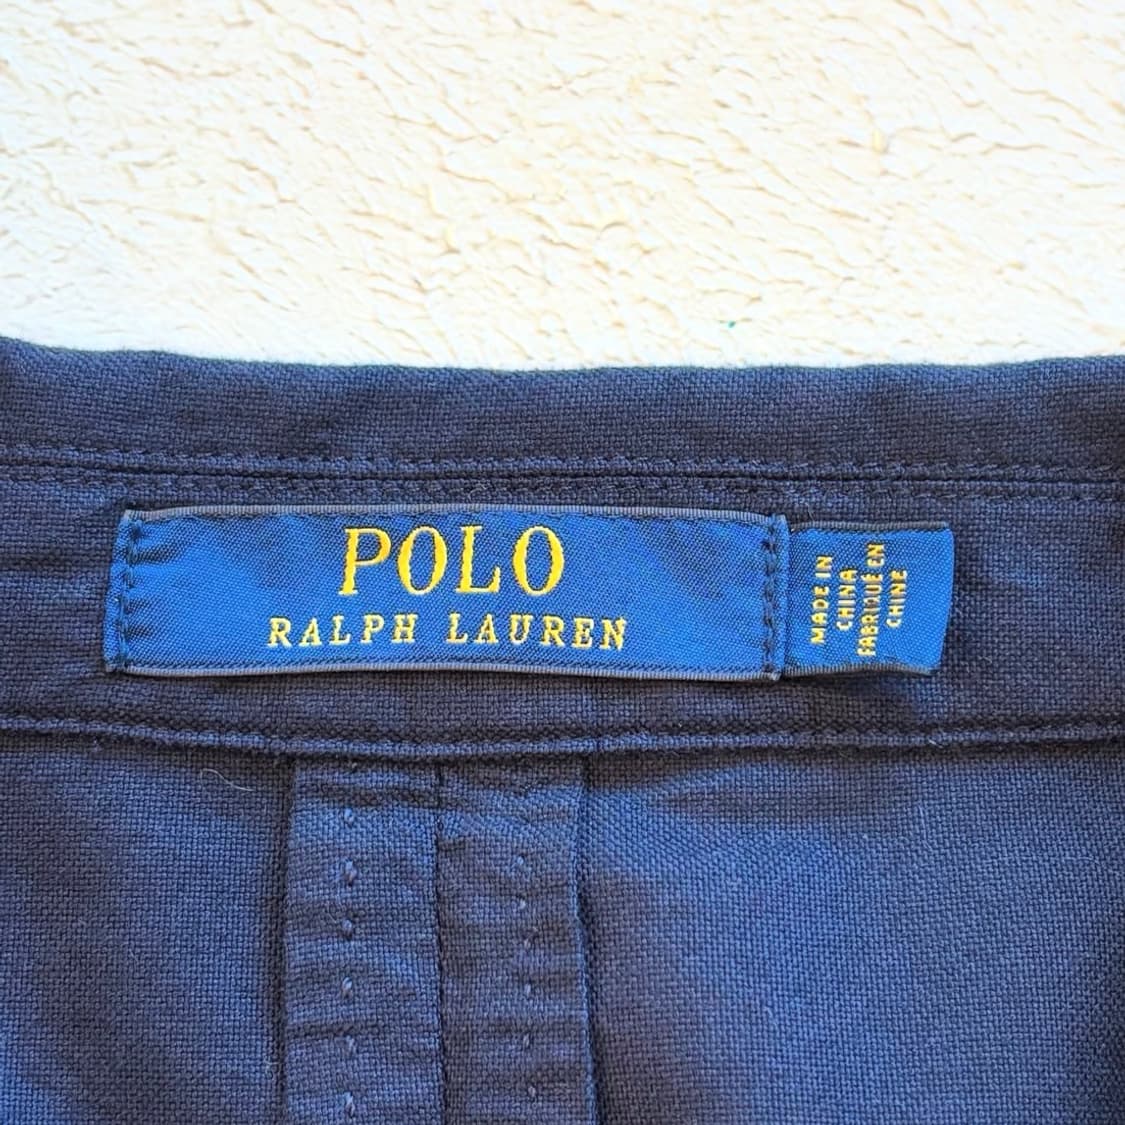 POLO
RALPH LAUREN
MADE IN
CHINA
FABRIQUÉ EN
CHINE